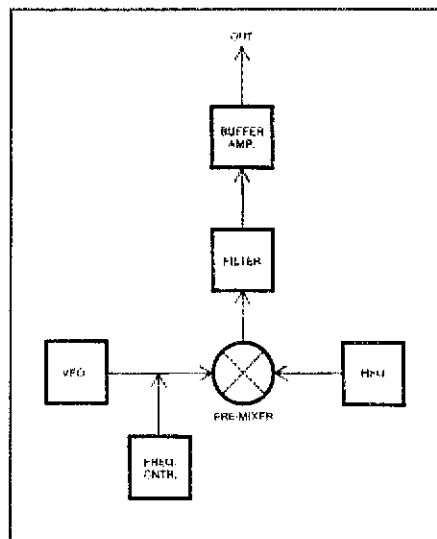 OUT
BUFFER
AMP.
FILTER
VFO
HFO
PRE-MIXER
FREQ.
CNTR.